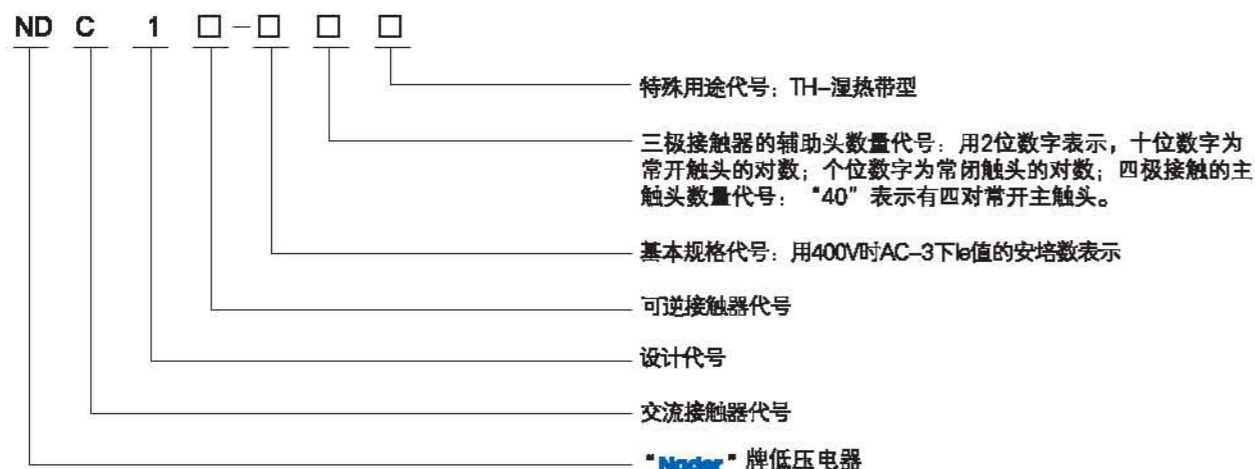 ND C 1 □-□ □ □
特殊用途代号：TH-湿热带型
三极接触器的辅助头数量代号：用2位数字表示，十位数字为
常开触头的对数；个位数字为常闭触头的对数；四极接触的主
触头数量代号："40"表示有四对常开主触头。
基本规格代号：用400V时AC-3下Ie值的安培数表示
可逆接触器代号
设计代号
交流接触器代号
"Nader"牌低压电器